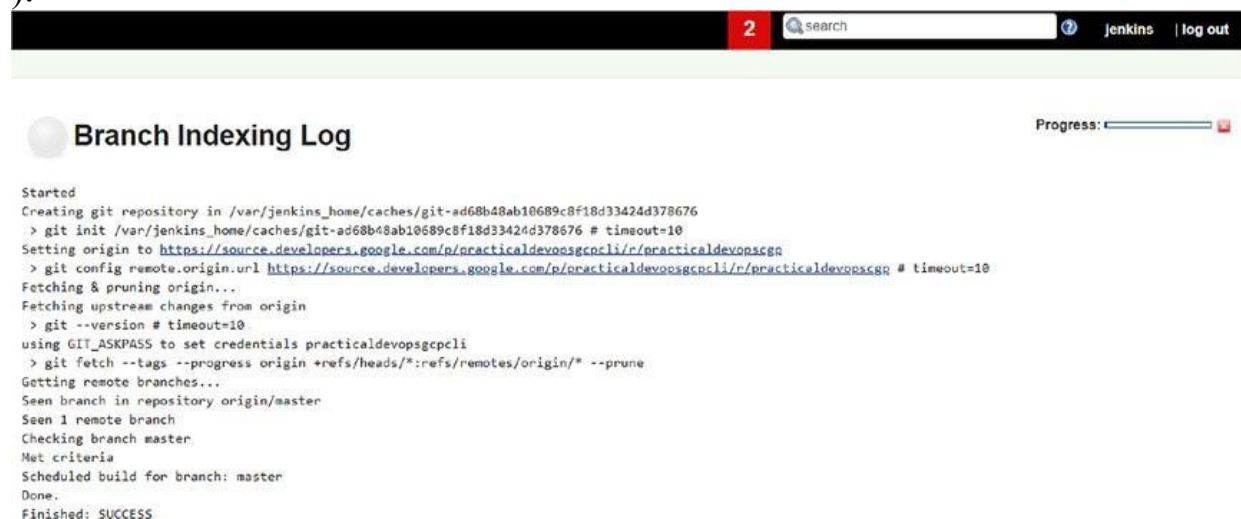 ).
2 search ? jenkins | log out
Branch Indexing Log
Progress:
Started
Creating git repository in /var/jenkins_home/caches/git-ad68b48ab10689c8f18d33424d378676
> git init /var/jenkins_home/caches/git-ad68b48ab10689c8f18d33424d378676 # timeout=10
Setting origin to https://source.developers.google.com/p/practicaldevopsgcpcli/r/practicaldevopscgp
> git config remote.origin.url https://source.developers.google.com/p/practicaldevopsgcpcli/r/practicaldevopscgp # timeout=10
Fetching & pruning origin...
Fetching upstream changes from origin
> git --version # timeout=10
using GIT_ASKPASS to set credentials practicaldevopsgcpcli
> git fetch --tags --progress origin +refs/heads/*:refs/remotes/origin/* --prune
Getting remote branches...
Seen branch in repository origin/master
Seen 1 remote branch
Checking branch master
Met criteria
Scheduled build for branch: master
Done.
Finished: SUCCESS